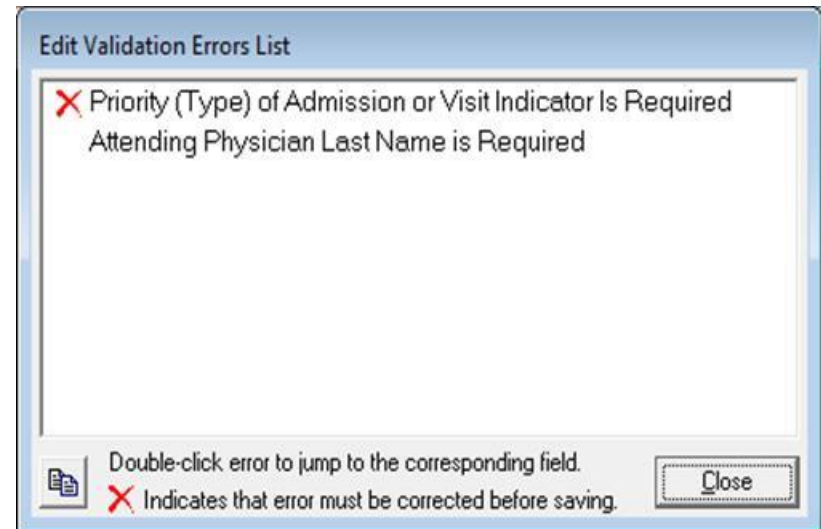 Edit Validation Errors List
Priority (Type) of Admission or Visit Indicator Is Required
Attending Physician Last Name is Required
Double-click error to jump to the corresponding field.
Indicates that error must be corrected before saving.
Close